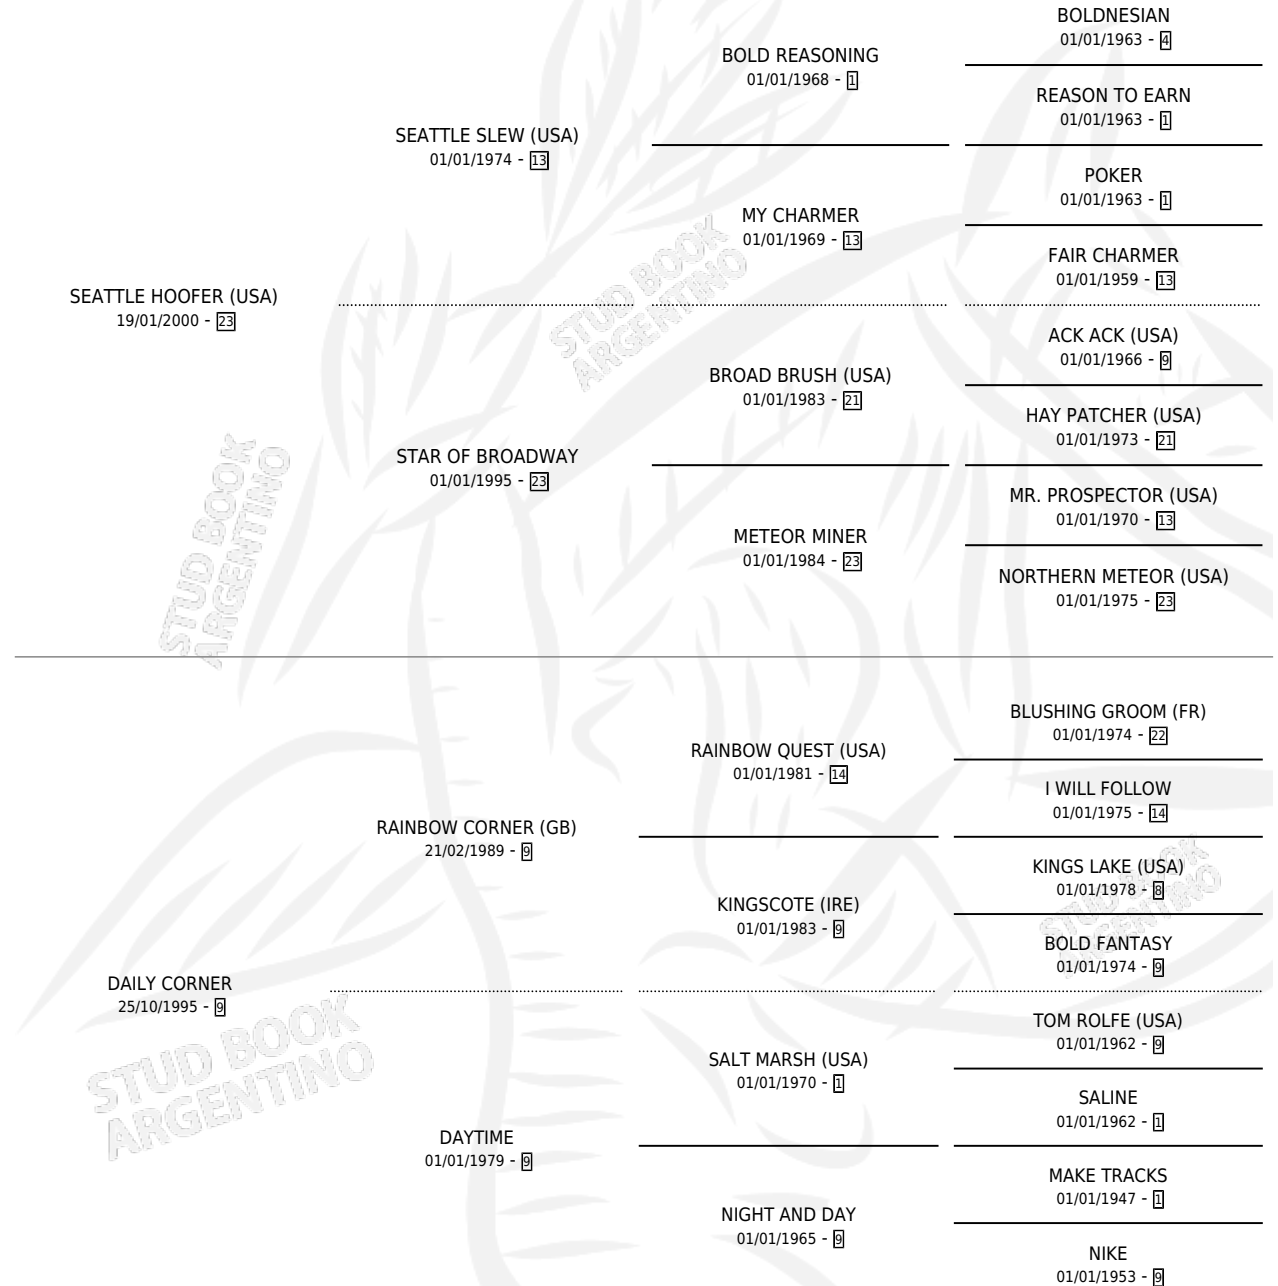 BOLDNESIAN
01/01/1963 - 4
BOLD REASONING
01/01/1968 - 1
REASON TO EARN
01/01/1963 - 1
SEATTLE SLEW (USA)
01/01/1974 - 13
POKER
01/01/1963 - 1
MY CHARMER
01/01/1969 - 13
FAIR CHARMER
01/01/1959 - 13
SEATTLE HOOFER (USA)
19/01/2000 - 23
STUD BOOK
ARGENTINO
ACK ACK (USA)
01/01/1966 - 9
BROAD BRUSH (USA)
01/01/1983 - 21
HAY PATCHER (USA)
01/01/1973 - 21
STAR OF BROADWAY
01/01/1995 - 23
MR. PROSPECTOR (USA)
01/01/1970 - 13
METEOR MINER
01/01/1984 - 23
NORTHERN METEOR (USA)
01/01/1975 - 23
STUD BOOK
ARGENTINO
BLUSHING GROOM (FR)
01/01/1974 - 22
RAINBOW QUEST (USA)
01/01/1981 - 14
I WILL FOLLOW
01/01/1975 - 14
RAINBOW CORNER (GB)
21/02/1989 - 9
KINGS LAKE (USA)
01/01/1978 - 8
KINGSCOTE (IRE)
01/01/1983 - 9
BOLD FANTASY
01/01/1974 - 9
STUD BOOK
ARGENTINO
DAILY CORNER
25/10/1995 - 9
TOM ROLFE (USA)
01/01/1962 - 9
SALT MARSH (USA)
01/01/1970 - 1
SALINE
01/01/1962 - 1
DAYTIME
01/01/1979 - 9
MAKE TRACKS
01/01/1947 - 1
NIGHT AND DAY
01/01/1965 - 9
NIKE
01/01/1953 - 9
STUD BOOK
ARGENTINO